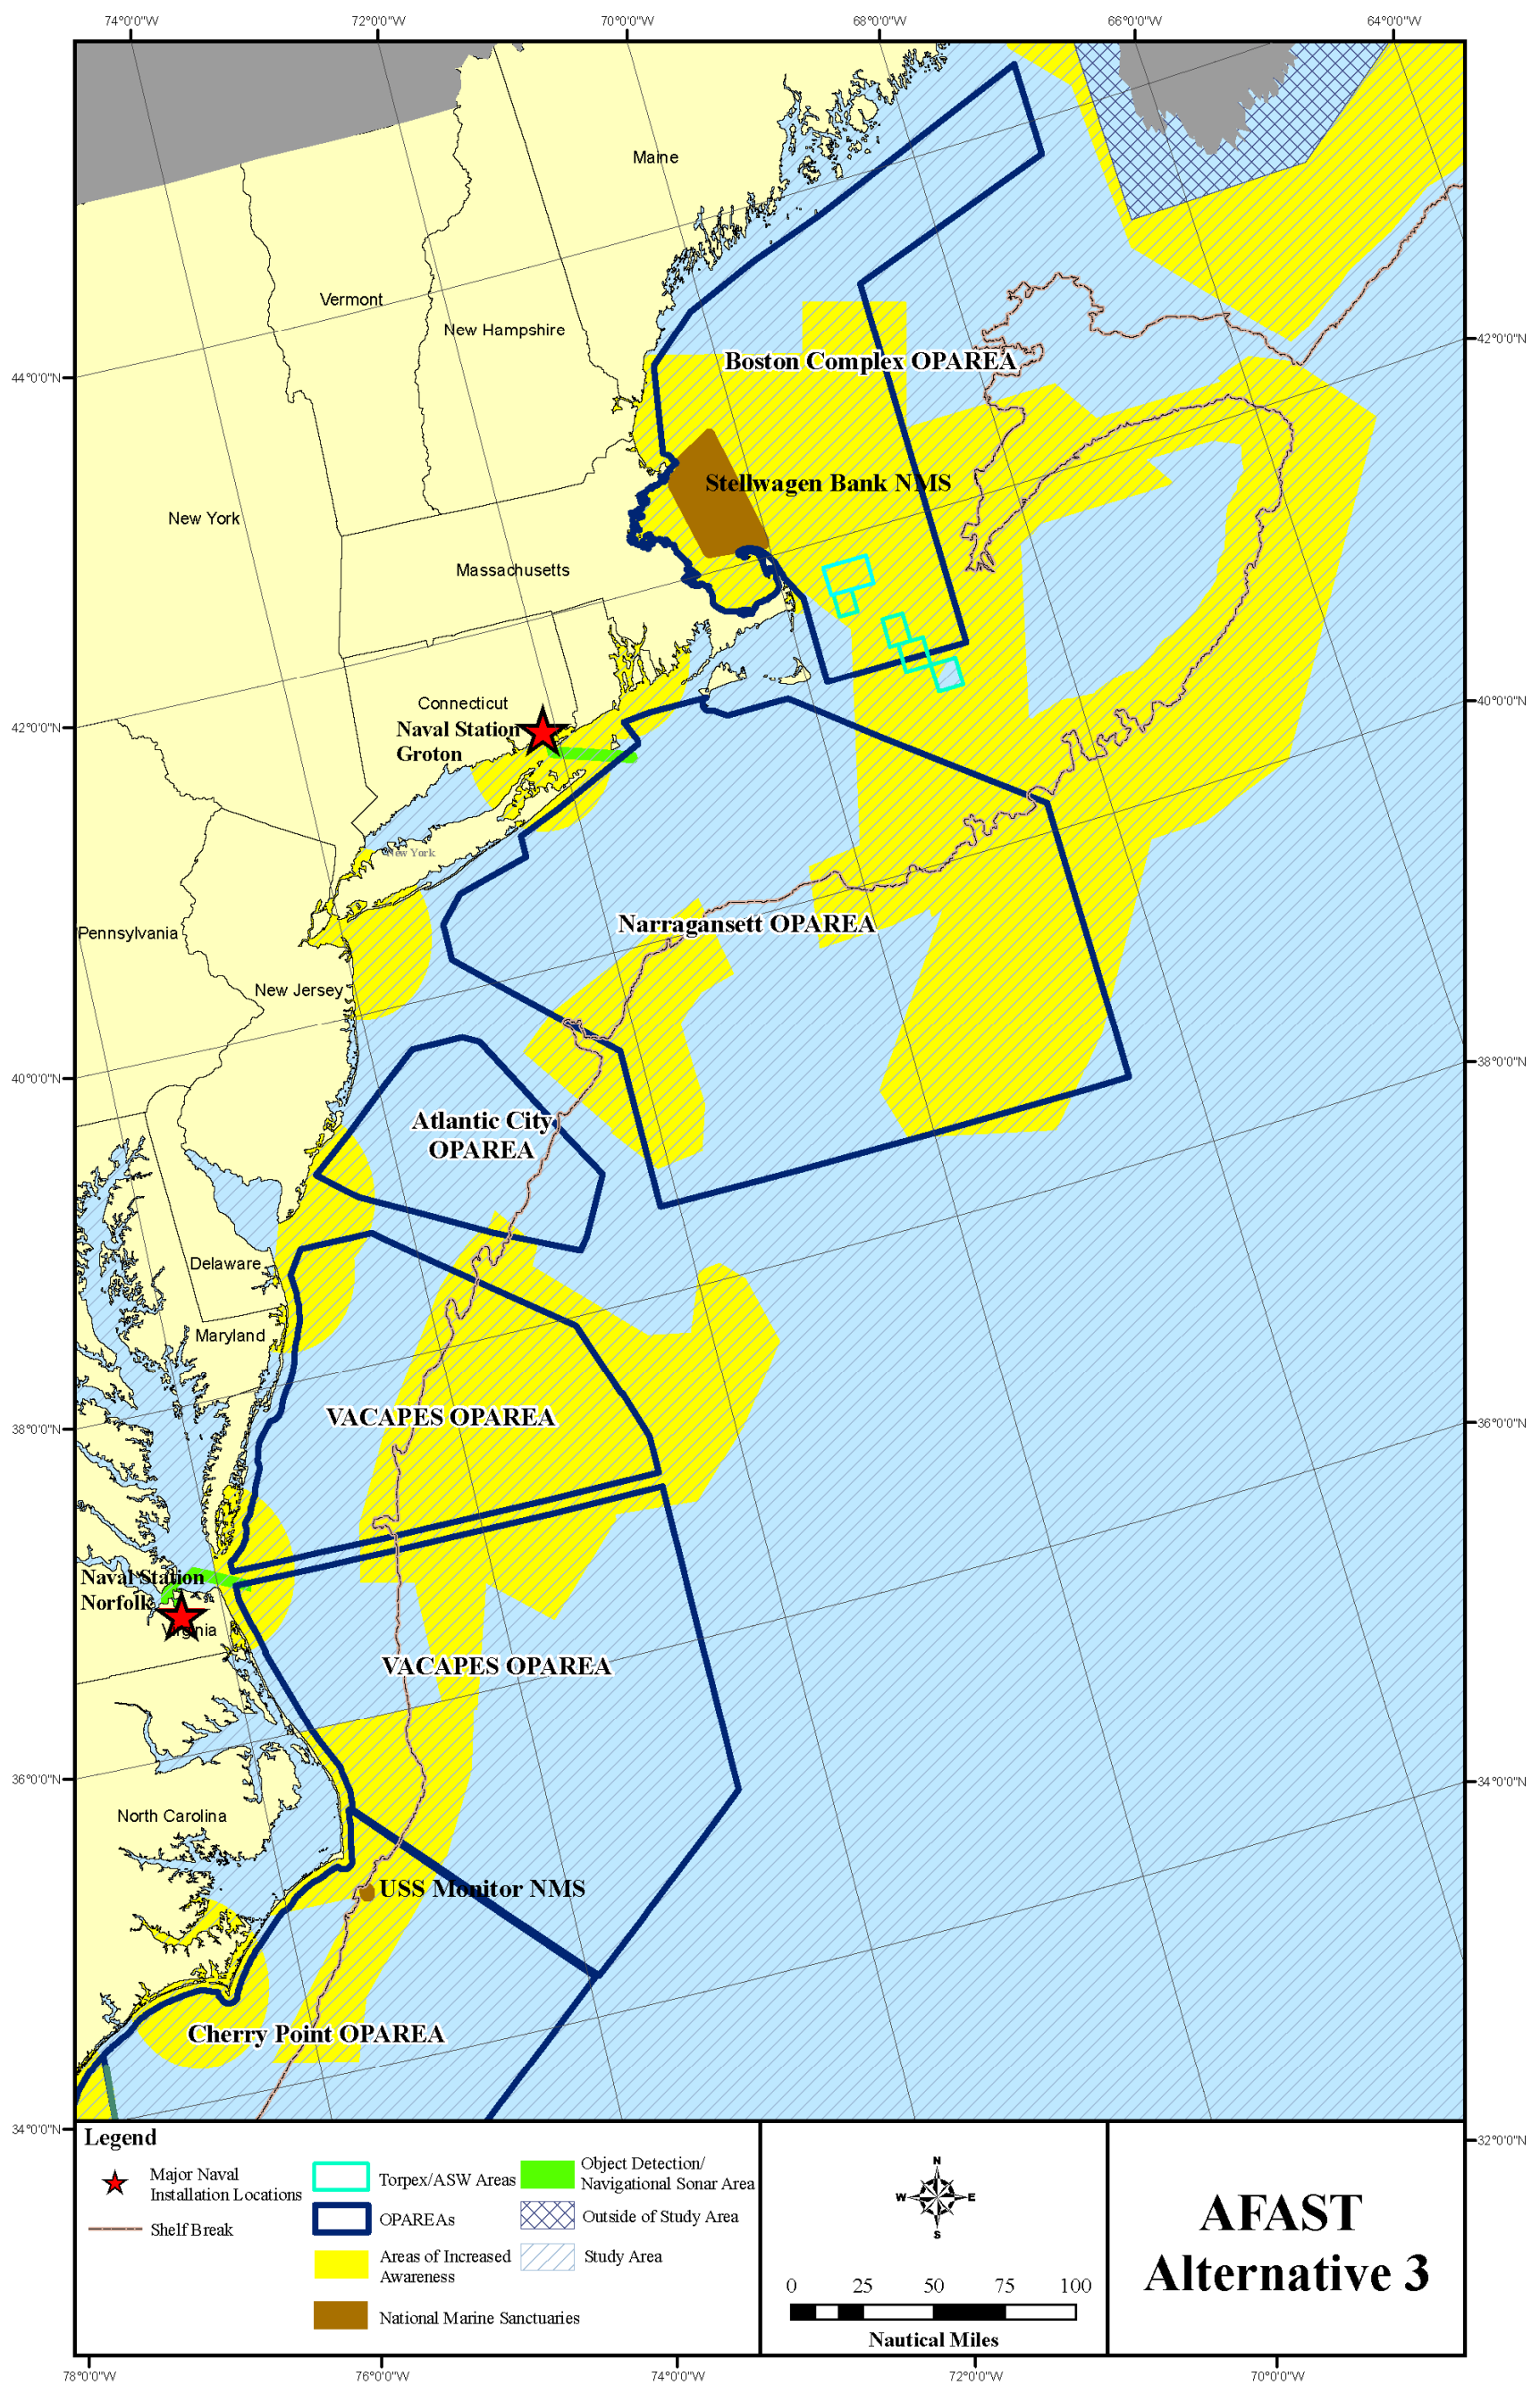 74°0'0"W 72°0'0"W 70°0'0"W 68°0'0"W 66°0'0"W 64°0'0"W
Maine
Vermont
New Hampshire
42°0'0"N
Boston Complex OPAREA
44°0'0"N
Stellwagen Bank NMS
New York
Massachusetts
Connecticut
40°0'0"N
42°0'0"N
Naval Station
Groton
New York
Narragansett OPAREA
Pennsylvania
New Jersey
38°0'0"N
40°0'0"N
Atlantic City
OPAREA
Delaware
Maryland
VACAPES OPAREA
36°0'0"N
38°0'0"N
Naval Station
Norfolk
Virginia
VACAPES OPAREA
36°0'0"N
34°0'0"N
North Carolina
USS Monitor NMS
Cherry Point OPAREA
34°0'0"N
32°0'0"N
Legend
Major Naval
Installation Locations
Shelf Break
Torpex/ASW Areas
OPAREAs
Areas of Increased
Awareness
National Marine Sanctuaries
Object Detection/
Navigational Sonar Area
Outside of Study Area
Study Area
N
W E
S
0 25 50 75 100
Nautical Miles
AFAST
Alternative 3
78°0'0"W 76°0'0"W 74°0'0"W 72°0'0"W 70°0'0"W